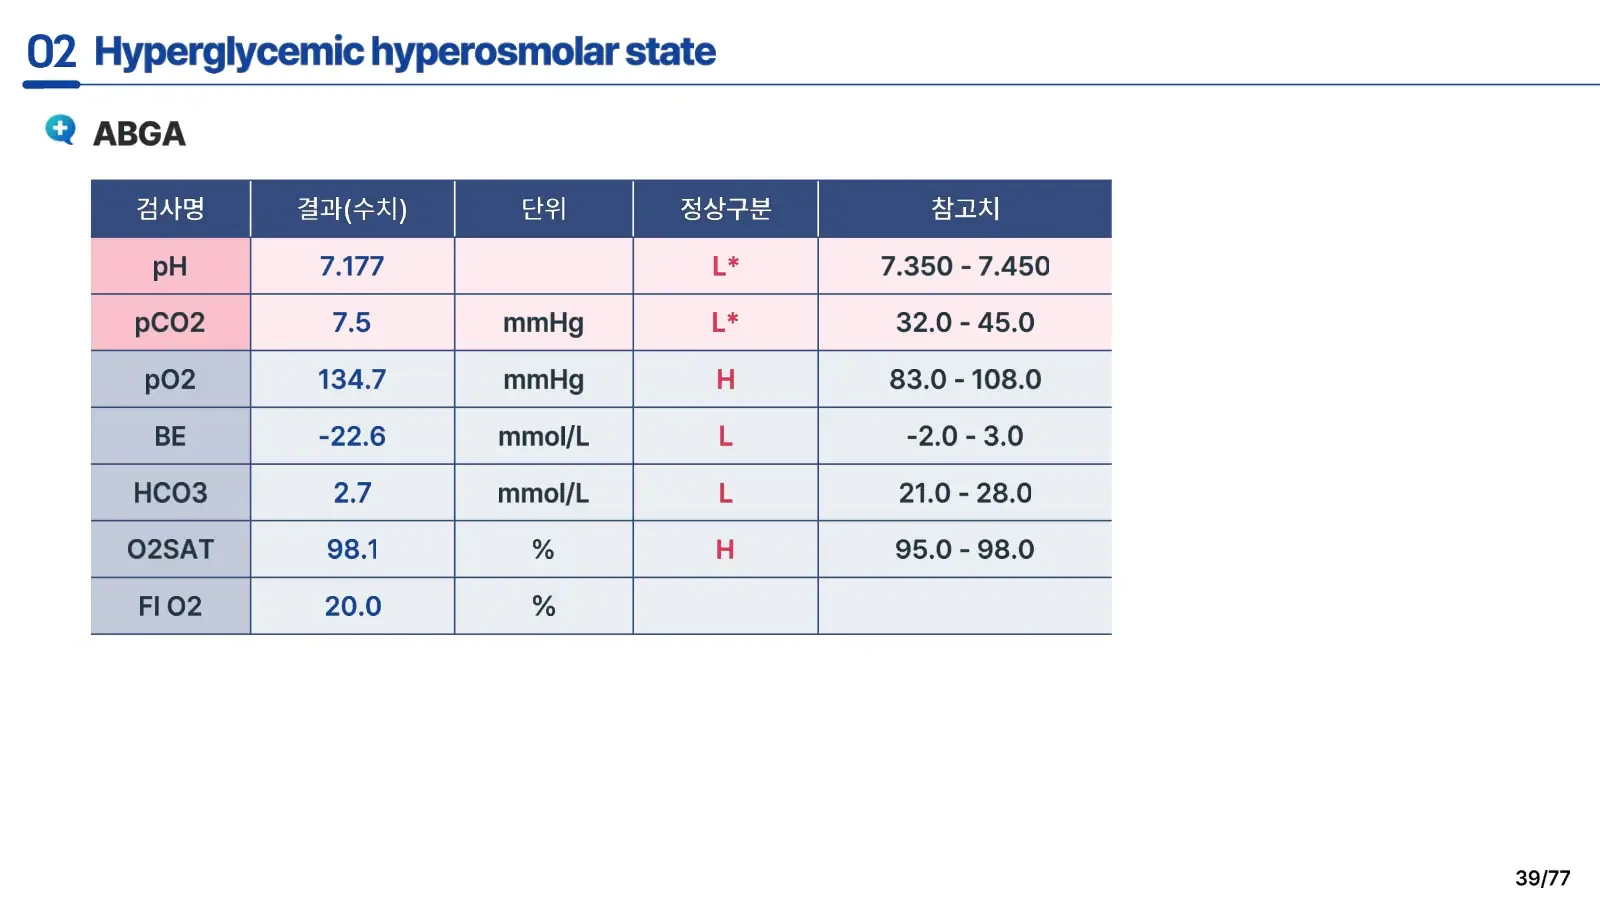 02 Hyperglycemic hyperosmolar state
ABGA
검사명 결과(수치) 단위 정상구분 참고치
pH 7.177 L* 7.350 - 7.450
pCO2 7.5 mmHg L* 32.0 - 45.0
pO2 134.7 mmHg H 83.0 - 108.0
BE -22.6 mmol/L L -2.0 - 3.0
HCO3 2.7 mmol/L L 21.0 - 28.0
O2SAT 98.1 % H 95.0 - 98.0
FI O2 20.0 %
39/77